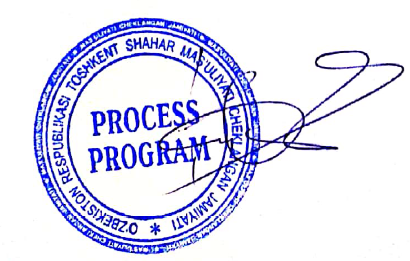 O'ZBEKISTON RESPUBLIKASI TOSHKENT SHAHAR MAS'ULIYATI CHEKLANGAN JAMIYATI *
PROCESS
PROGRAM